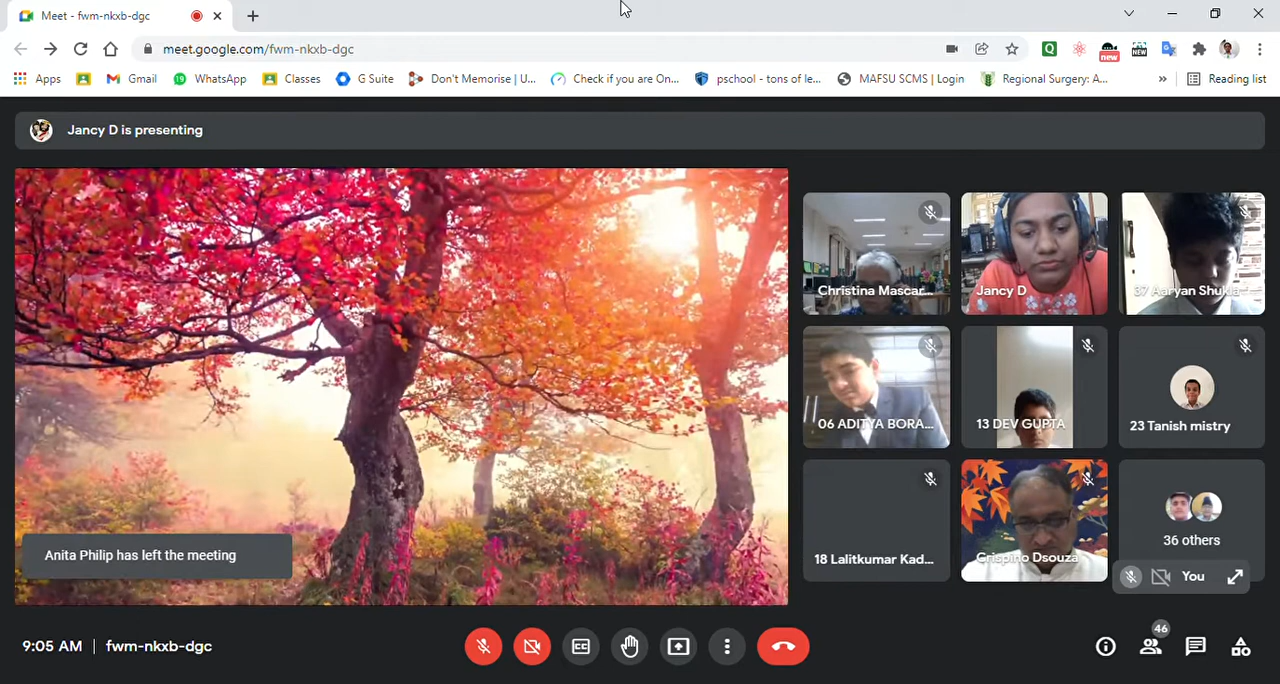 Meet - fwm-nkxb-dgc
meet.google.com/fwm-nkxb-dgc
Q
new
NEW
Apps
Gmail
WhatsApp
Classes
G Suite
Don't Memorise | U...
Check if you are On...
pschool - tons of le...
MAFSU SCMS | Login
Regional Surgery: A...
»
Reading list
Jancy D is presenting
Christina Mascar...
Jancy D
37 Aaryan Shukla
06 ADITYA BORA...
13 DEV GUPTA
23 Tanish mistry
18 Lalitkumar Kad...
Crispino Dsouza
36 others
You
Anita Philip has left the meeting
9:05 AM | fwm-nkxb-dgc
CC
46